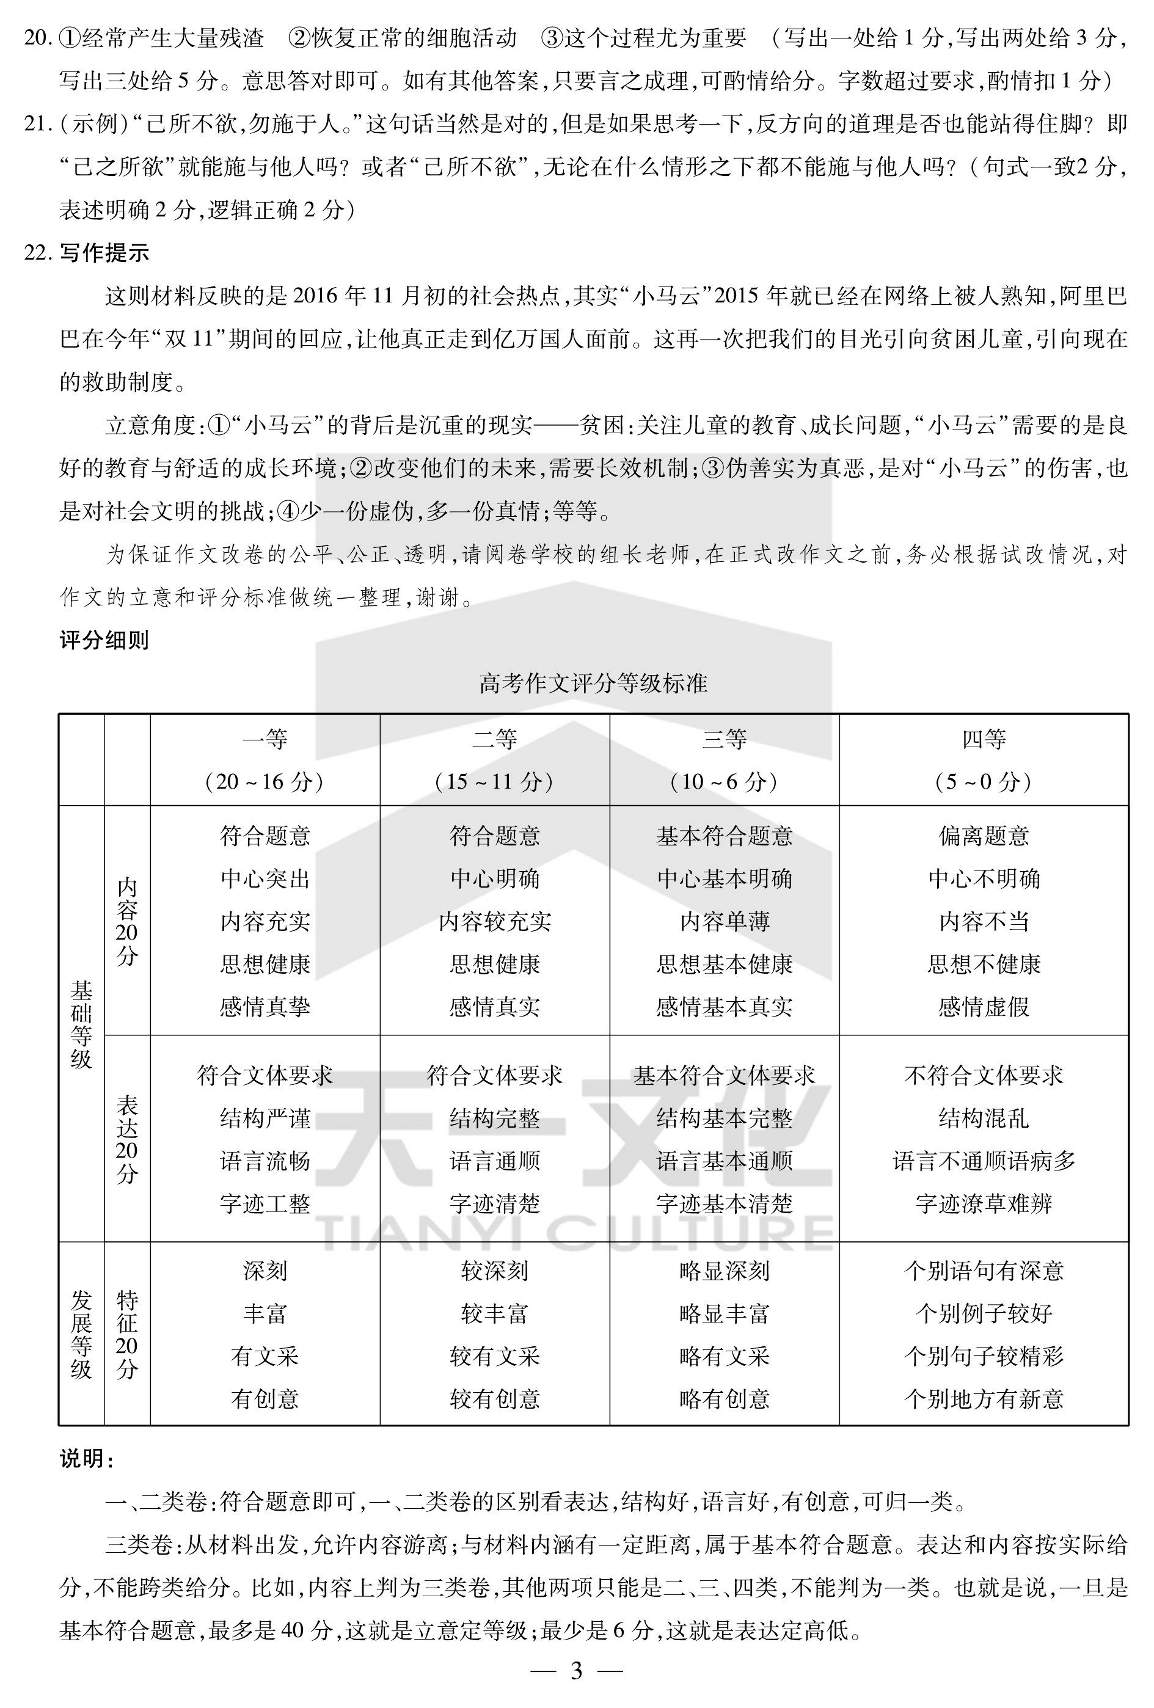 20. ①经常产生大量残渣　②恢复正常的细胞活动　③这个过程尤为重要　(写出一处给1分,写出两处给3分,
写出三处给5分。意思答对即可。如有其他答案,只要言之成理,可酌情给分。字数超过要求,酌情扣1分)
21. (示例)“己所不欲,勿施于人。”这句话当然是对的,但是如果思考一下,反方向的道理是否也能站得住脚？即
“己之所欲”就能施与他人吗？或者“己所不欲”,无论在什么情形之下都不能施与他人吗？(句式一致2分,
表述明确2分,逻辑正确2分)
22. 写作提示
这则材料反映的是2016年11月初的社会热点,其实“小马云”2015年就已经在网络上被人熟知,阿里巴
巴在今年“双11”期间的回应,让他真正走到亿万国人面前。这再一次把我们的目光引向贫困儿童,引向现在
的救助制度。
立意角度:①“小马云”的背后是沉重的现实——贫困:关注儿童的教育、成长问题,“小马云”需要的是良
好的教育与舒适的成长环境;②改变他们的未来,需要长效机制;③伪善实为真恶,是对“小马云”的伤害,也
是对社会文明的挑战;④少一份虚伪,多一份真情;等等。
为保证作文改卷的公平、公正、透明,请阅卷学校的组长老师,在正式改作文之前,务必根据试改情况,对
作文的立意和评分标准做统一整理,谢谢。
评分细则
高考作文评分等级标准
一等 二等 三等 四等
(20~16分) (15~11分) (10~6分) (5~0分)
基础等级
内容20分
符合题意 符合题意 基本符合题意 偏离题意
中心突出 中心明确 中心基本明确 中心不明确
内容充实 内容较充实 内容单薄 内容不当
思想健康 思想健康 思想基本健康 思想不健康
感情真挚 感情真实 感情基本真实 感情虚假
表达20分
符合文体要求 符合文体要求 基本符合文体要求 不符合文体要求
结构严谨 结构完整 结构基本完整 结构混乱
语言流畅 语言通顺 语言基本通顺 语言不通顺语病多
字迹工整 字迹清楚 字迹基本清楚 字迹潦草难辨
天一文化
TIANYI CULTURE
发展等级
特征20分
深刻 较深刻 略显深刻 个别语句有深意
丰富 较丰富 略显丰富 个别例子较好
有文采 较有文采 略有文采 个别句子较精彩
有创意 较有创意 略有创意 个别地方有新意
说明:
一、二类卷:符合题意即可,一、二类卷的区别看表达,结构好,语言好,有创意,可归一类。
三类卷:从材料出发,允许内容游离;与材料内涵有一定距离,属于基本符合题意。表达和内容按实际给
分,不能跨类给分。比如,内容上判为三类卷,其他两项只能是二、三、四类,不能判为一类。也就是说,一旦是
基本符合题意,最多是40分,这就是立意定等级;最少是6分,这就是表达定高低。
— 3 —